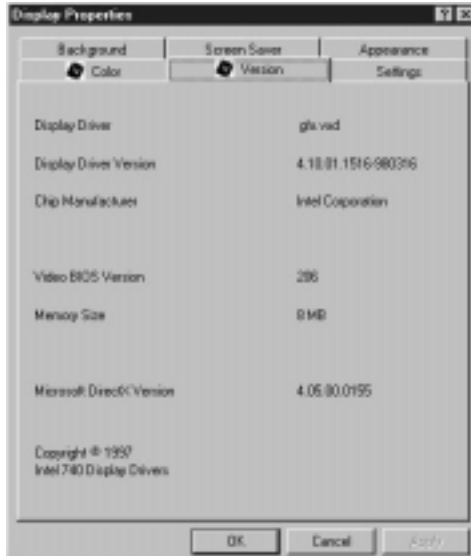 Display Properties
Background Screen Saver Appearance
Color Version Settings
Display Driver gfx.vxd
Display Driver Version 4.10.01.1516-980316
Chip Manufacturer Intel Corporation
Video BIOS Version 286
Memory Size 8 MB
Microsoft DirectX Version 4.05.00.0155
Copyright © 1997
Intel 740 Display Drivers
OK Cancel Apply